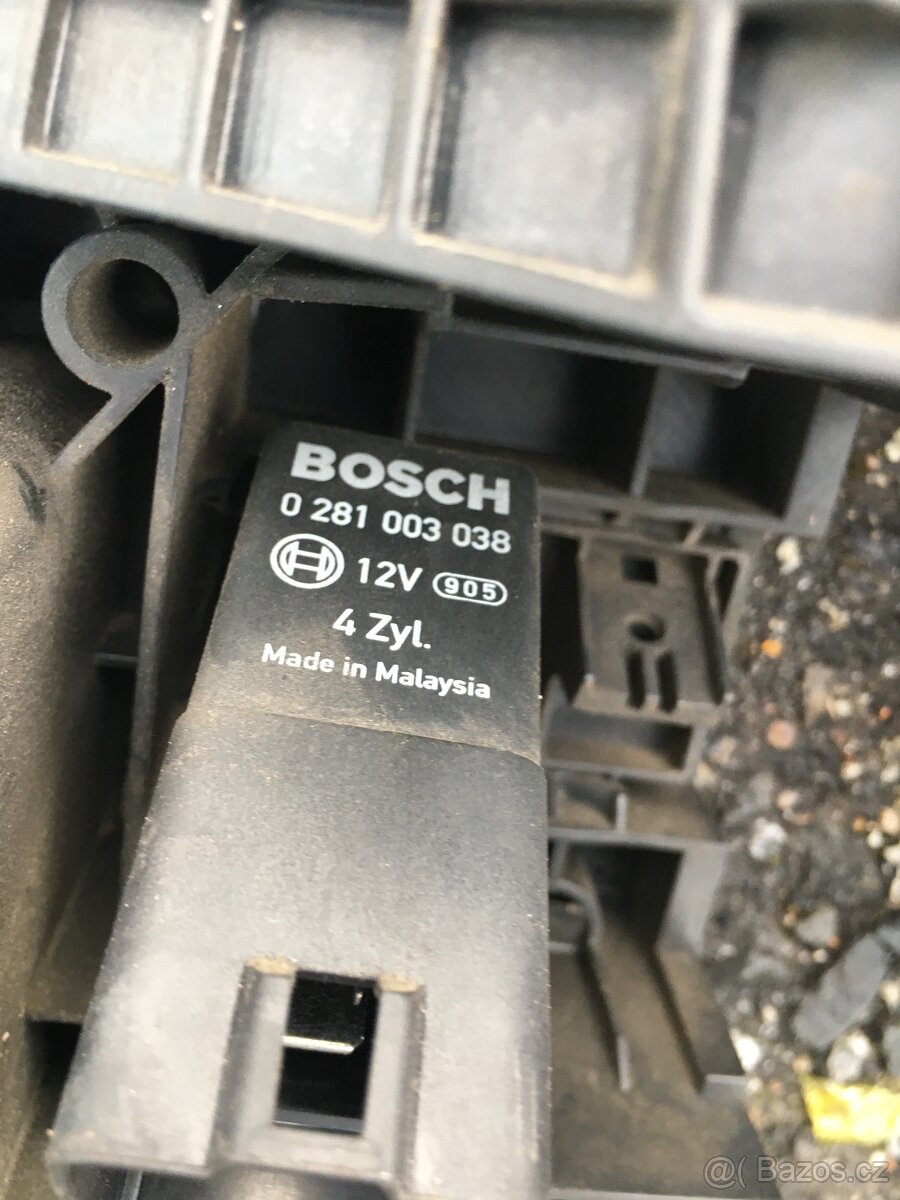 BOSCH
0 281 003 038
12V 905
4 Zyl.
Made in Malaysia
@( Bazos.cz